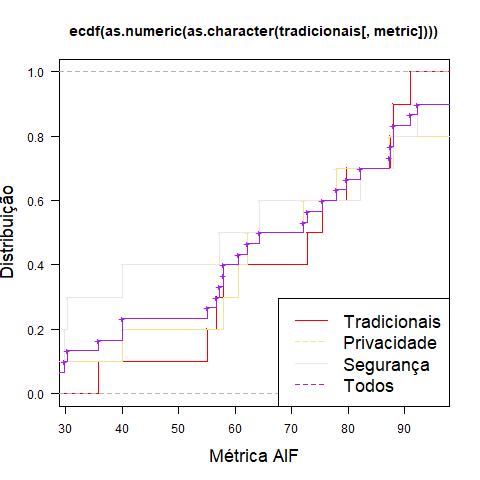 ecdf(as.numeric(as.character(tradicionais[, metric])))
Distribuição
1.0
0.8
0.6
0.4
0.2
0.0
Tradicionais
Privacidade
Segurança
Todos
30 40 50 60 70 80 90
Métrica AIF